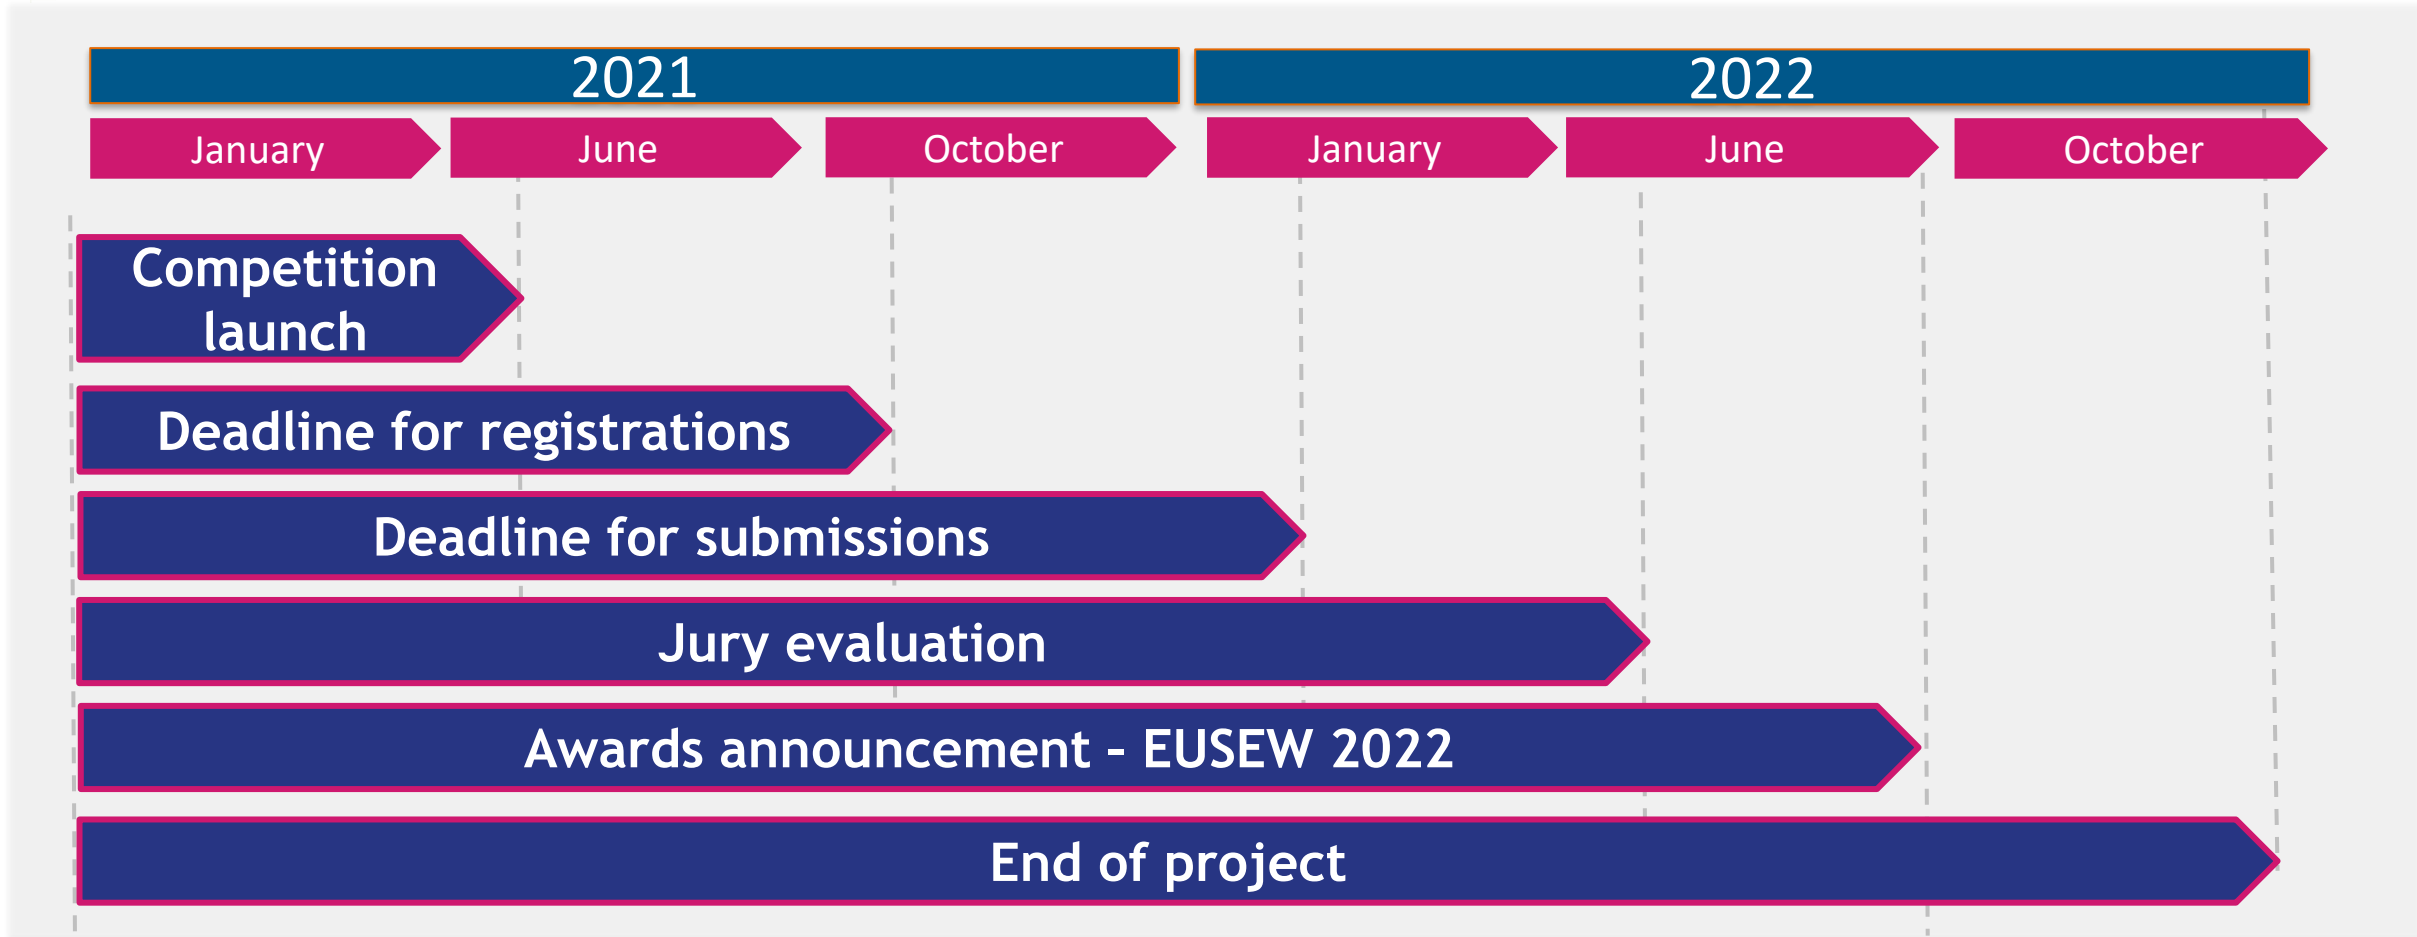 2021
2022
January
June
October
January
June
October
Competition
launch
Deadline for registrations
Deadline for submissions
Jury evaluation
Awards announcement – EUSEW 2022
End of project